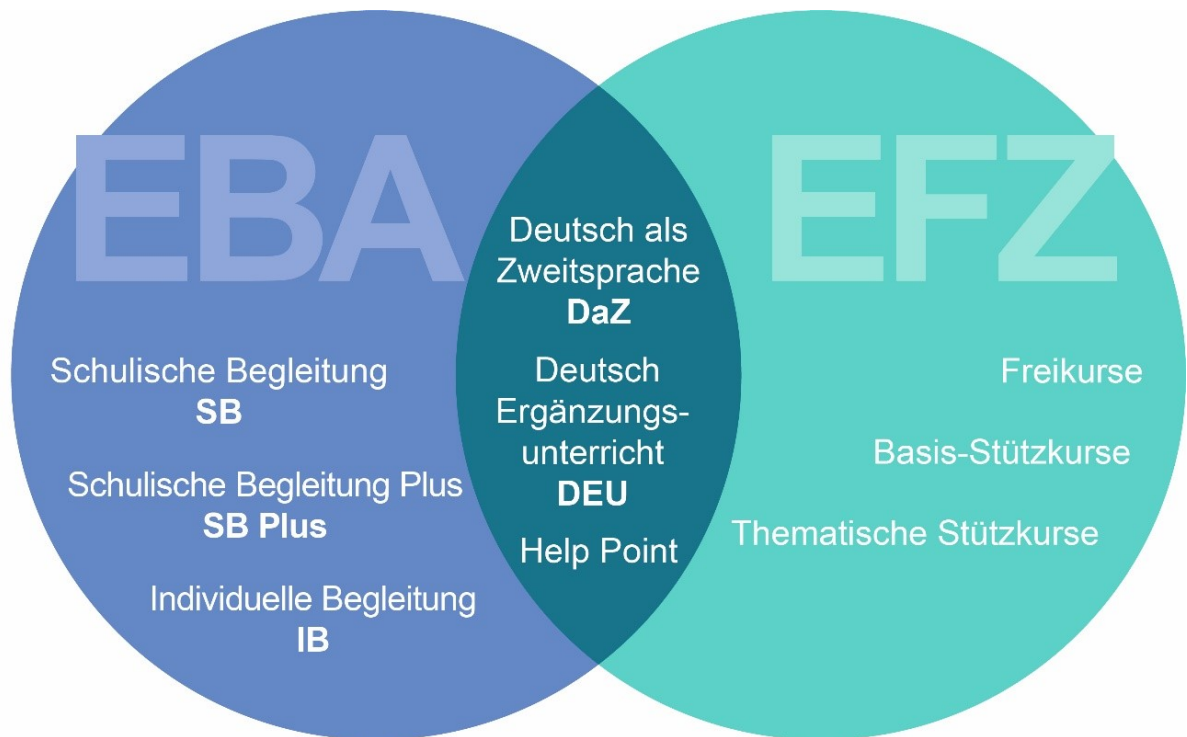 EBA
Schulische Begleitung
SB
Schulische Begleitung Plus
SB Plus
Individuelle Begleitung
IB
Deutsch als
Zweitsprache
DaZ
Deutsch
Ergänzungs-
unterricht
DEU
Help Point
EFZ
Freikurse
Basis-Stützkurse
Thematische Stützkurse